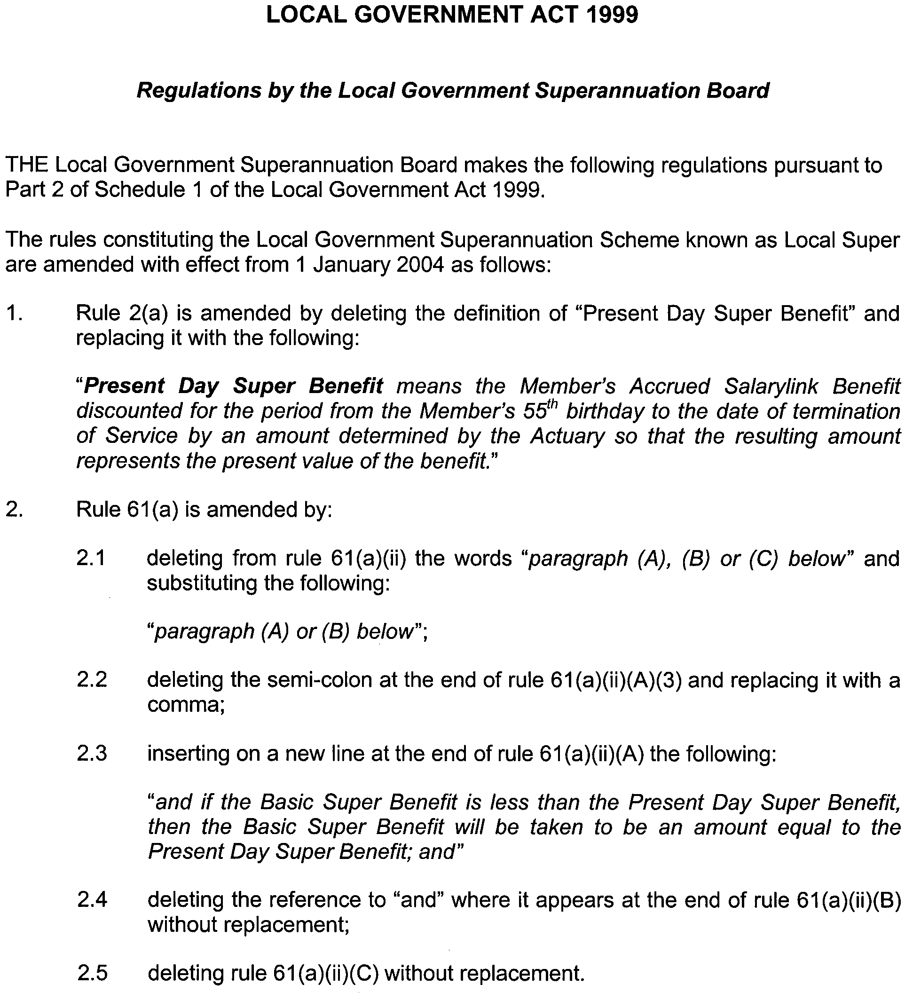 LOCAL GOVERNMENT ACT 1999
Regulations by the Local Government Superannuation Board
THE Local Government Superannuation Board makes the following regulations pursuant to
Part 2 of Schedule 1 of the Local Government Act 1999.
The rules constituting the Local Government Superannuation Scheme known as Local Super
are amended with effect from 1 January 2004 as follows:
1. Rule 2(a) is amended by deleting the definition of “Present Day Super Benefit” and
replacing it with the following:
“Present Day Super Benefit means the Member’s Accrued Salarylink Benefit
discounted for the period from the Member’s 55th birthday to the date of termination
of Service by an amount determined by the Actuary so that the resulting amount
represents the present value of the benefit.”
2. Rule 61(a) is amended by:
2.1 deleting from rule 61(a)(ii) the words “paragraph (A), (B) or (C) below” and
substituting the following:
“paragraph (A) or (B) below”;
2.2 deleting the semi-colon at the end of rule 61(a)(ii)(A)(3) and replacing it with a
comma;
2.3 inserting on a new line at the end of rule 61(a)(ii)(A) the following:
“and if the Basic Super Benefit is less than the Present Day Super Benefit,
then the Basic Super Benefit will be taken to be an amount equal to the
Present Day Super Benefit; and”
2.4 deleting the reference to “and” where it appears at the end of rule 61(a)(ii)(B)
without replacement;
2.5 deleting rule 61(a)(ii)(C) without replacement.